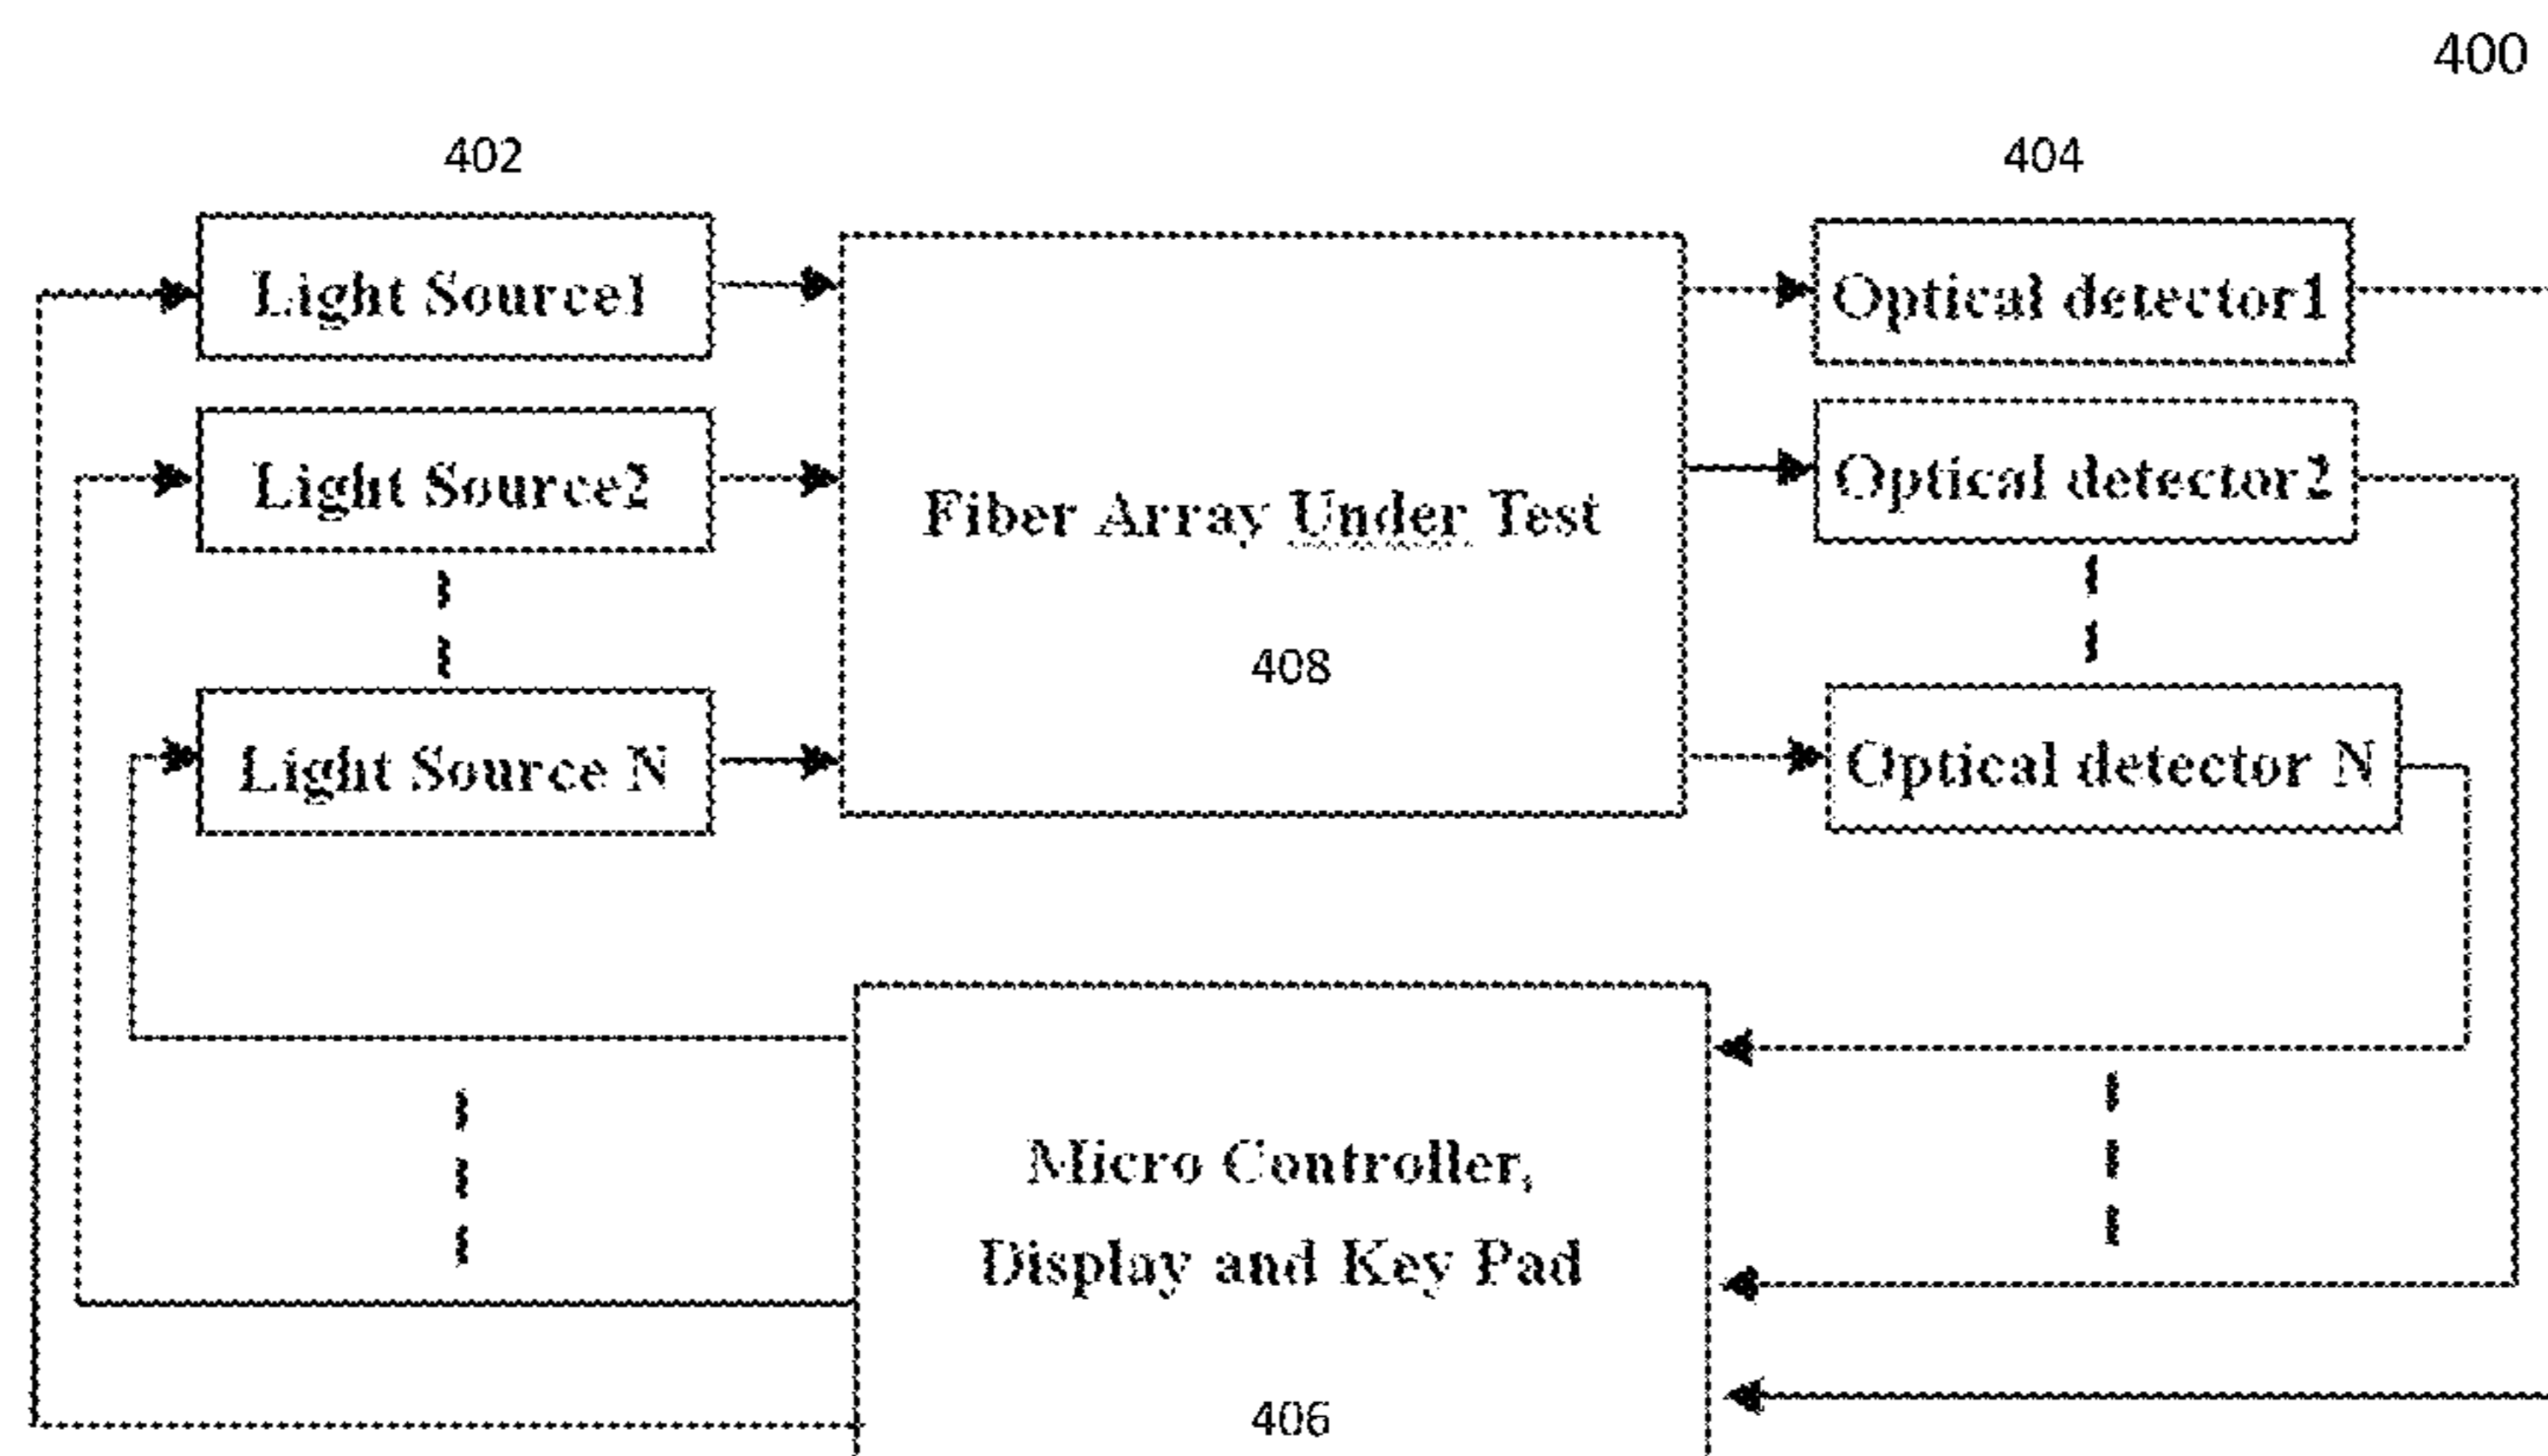 400
402
404
Light Source1
Optical detector1
Light Source2
Optical detector2
Fiber Array Under Test
408
Light Source N
Optical detector N
Micro Controller,
Display and Key Pad
406